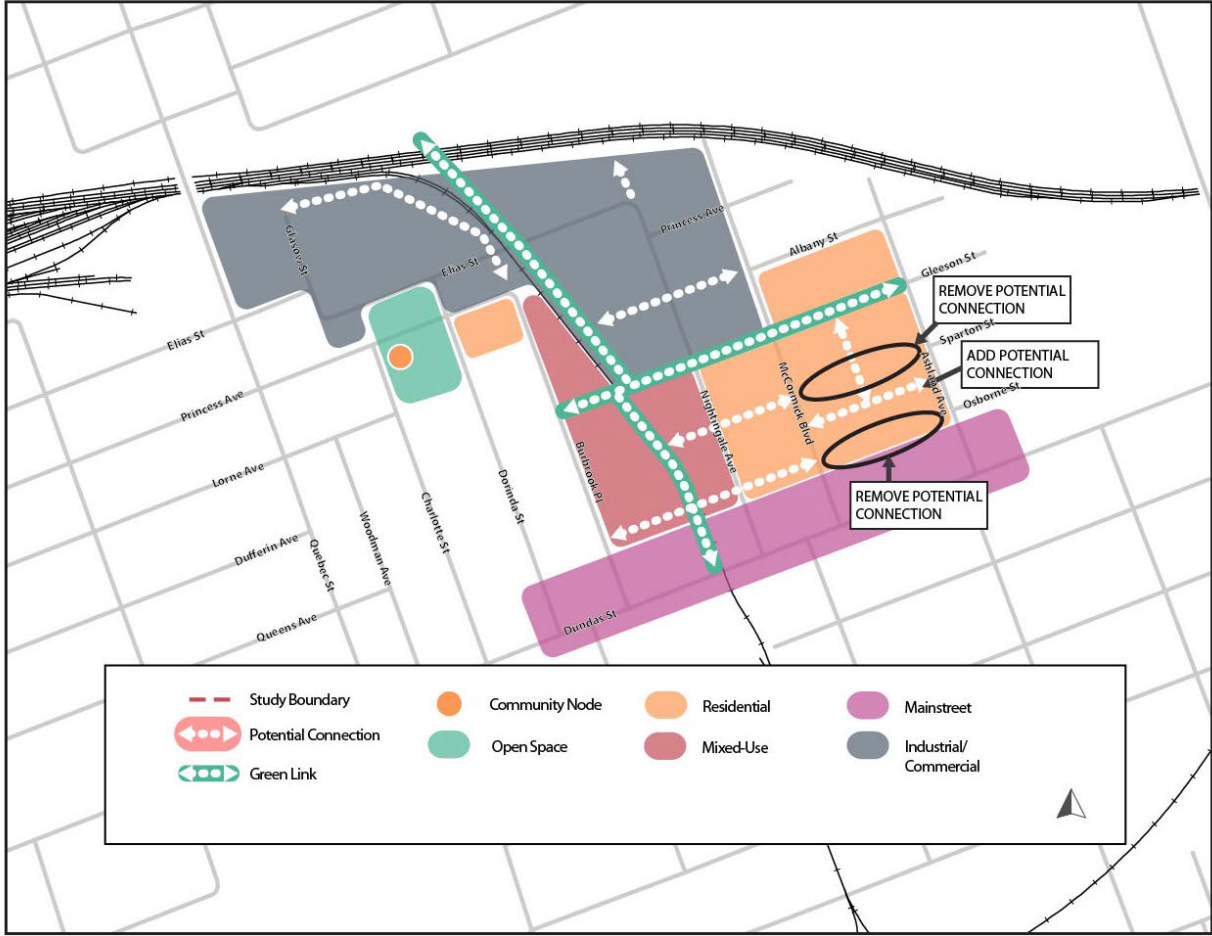 Princess Ave
Glasow St
Albany St
Elias St
Gleeson St
REMOVE POTENTIAL
CONNECTION
Elias St
Sparton St
ADD POTENTIAL
CONNECTION
Ashland Ave
Osborne St
McCormick Blvd
Princess Ave
Nightingale Ave
Burbrook Pl
Lorne Ave
Dorinda St
REMOVE POTENTIAL
CONNECTION
Charlotte St
Woodman Ave
Dufferin Ave
Quebec St
Queens Ave
Dundas St
Study Boundary
Community Node
Residential
Mainstreet
Potential Connection
Open Space
Mixed-Use
Industrial/
Commercial
Green Link